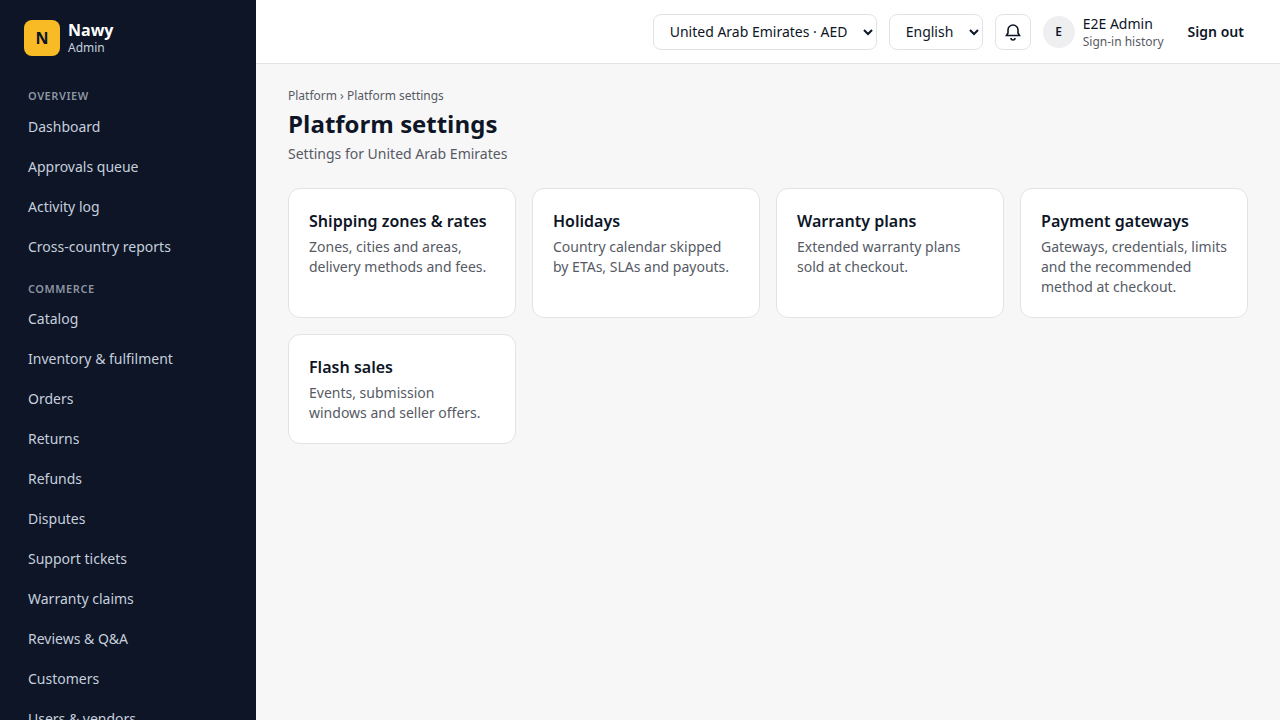 N
Nawy
Admin
OVERVIEW
Dashboard
Approvals queue
Activity log
Cross-country reports
COMMERCE
Catalog
Inventory & fulfilment
Orders
Returns
Refunds
Disputes
Support tickets
Warranty claims
Reviews & Q&A
Customers
Users & vendors
United Arab Emirates · AED
English
E
E2E Admin
Sign-in history
Sign out
Platform › Platform settings
Platform settings
Settings for United Arab Emirates
Shipping zones & rates
Zones, cities and areas,
delivery methods and fees.
Holidays
Country calendar skipped
by ETAs, SLAs and payouts.
Warranty plans
Extended warranty plans
sold at checkout.
Payment gateways
Gateways, credentials, limits
and the recommended
method at checkout.
Flash sales
Events, submission
windows and seller offers.